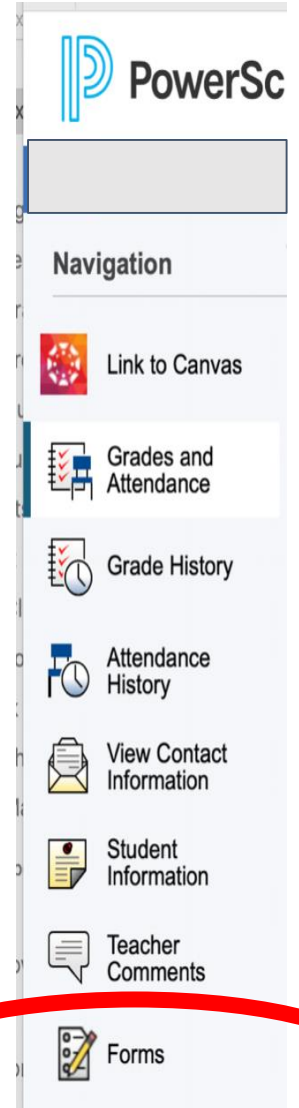 PowerSc
Navigation
Link to Canvas
Grades and
Attendance
Grade History
Attendance
History
View Contact
Information
Student
Information
Teacher
Comments
Forms